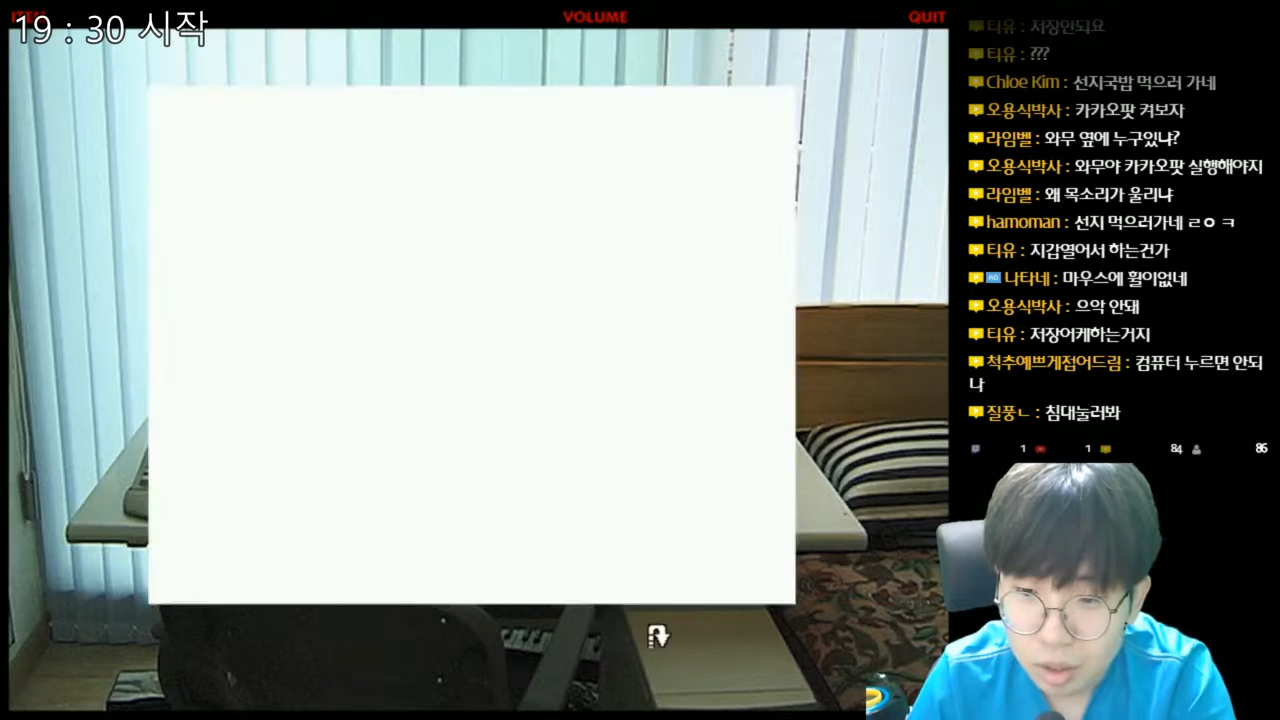 ITEM
VOLUME
QUIT
19 : 30 시작
티유 : 저장안되요
티유 : ???
Chloe Kim : 선지국밥 먹으러 가네
오용식박사 : 카카오팟 켜보자
라임벨 : 와무 옆에 누구있냐?
오용식박사 : 와무야 카카오팟 실행해야지
라임벨 : 왜 목소리가 울리냐
hamoman : 선지 먹으러가네 ㄹㅇ ㅋ
티유 : 지갑열어서 하는건가
나타네 : 마우스에 휠이없네
오용식박사 : 으악 안돼
티유 : 저장어케하는거지
척추예쁘게접어드림 : 컴퓨터 누르면 안되
나
질풍ㄴ : 침대눌러봐
1 1 84 86